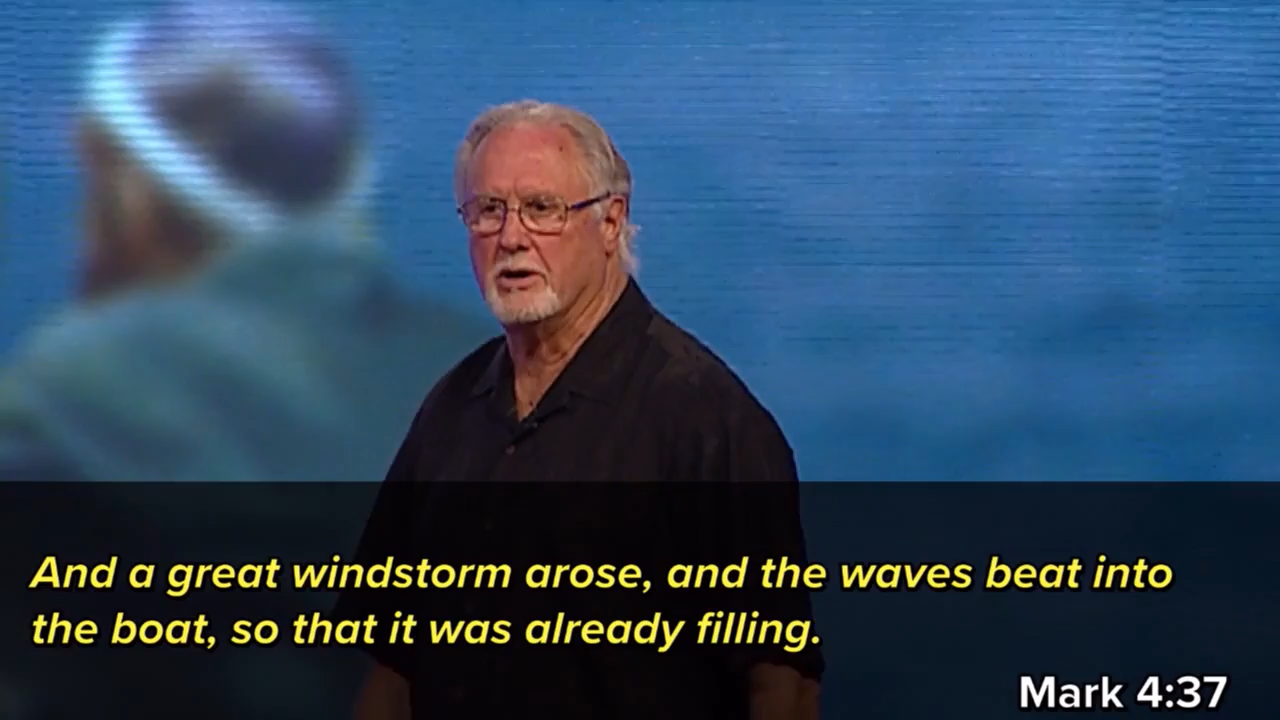 And a great windstorm arose, and the waves beat into
the boat, so that it was already filling.
Mark 4:37